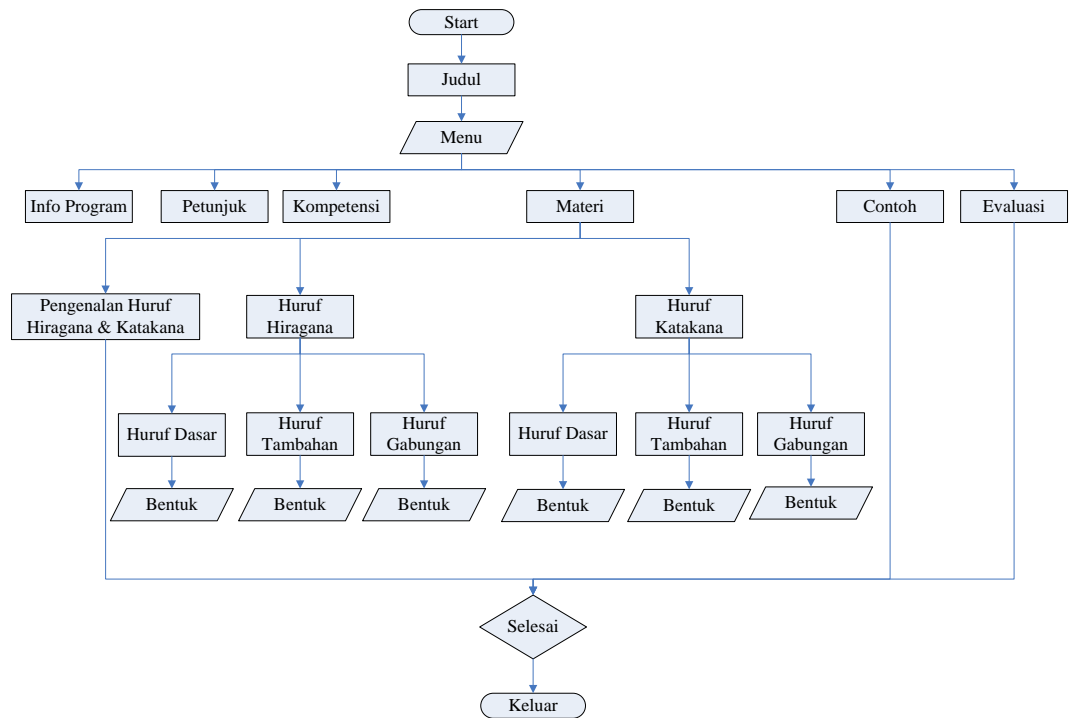 Start
Judul
Menu
Info Program
Petunjuk
Kompetensi
Materi
Contoh
Evaluasi
Pengenalan Huruf
Hiragana & Katakana
Huruf
Hiragana
Huruf
Katakana
Huruf Dasar
Huruf
Tambahan
Huruf
Gabungan
Huruf Dasar
Huruf
Tambahan
Huruf
Gabungan
Bentuk
Bentuk
Bentuk
Bentuk
Bentuk
Bentuk
Selesai
Keluar